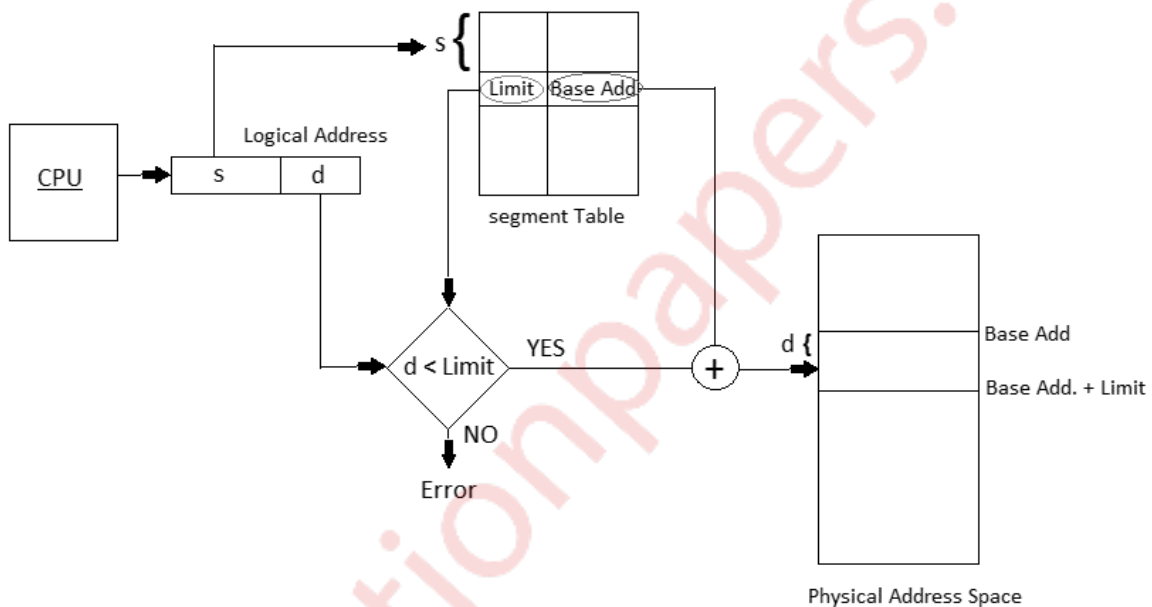 s {
Limit
Base Add
Logical Address
CPU
s
d
segment Table
d < Limit
YES
+
d {
Base Add
Base Add. + Limit
NO
Error
Physical Address Space
tionpapers.